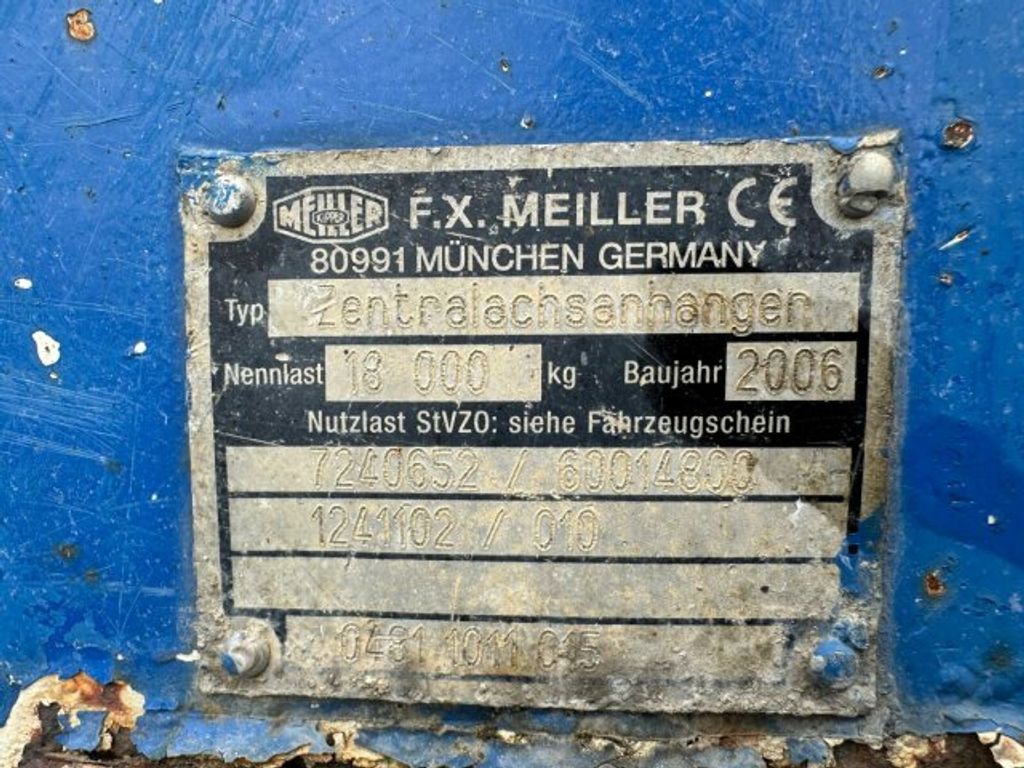 MEILLER KIPPER F.X. MEILLER CE
80991 MÜNCHEN GERMANY
Typ Zentralachsanhanger
Nennlast 18 000 kg Baujahr 2006
Nutzlast StVZO: siehe Fahrzeugschein
7240652 / 60014800
1241102 / 010
0481 1011 015